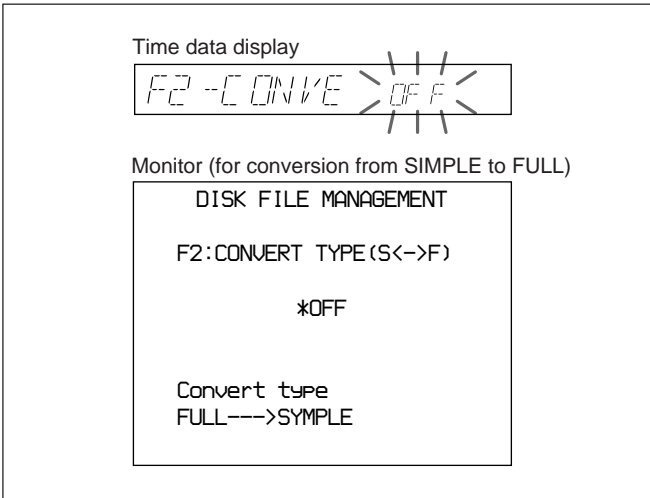 Time data display
F2-CONVE OFF
Monitor (for conversion from SIMPLE to FULL)
DISK FILE MANAGEMENT
F2:CONVERT TYPE(S<->F)
*OFF
Convert type
FULL--->SYMPLE